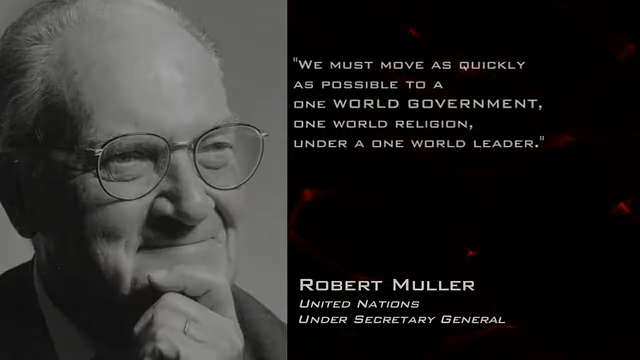 "We must move as quickly
as possible to a
one WORLD GOVERNMENT,
one world religion,
under a one world leader."
Robert Muller
United Nations
Under Secretary General